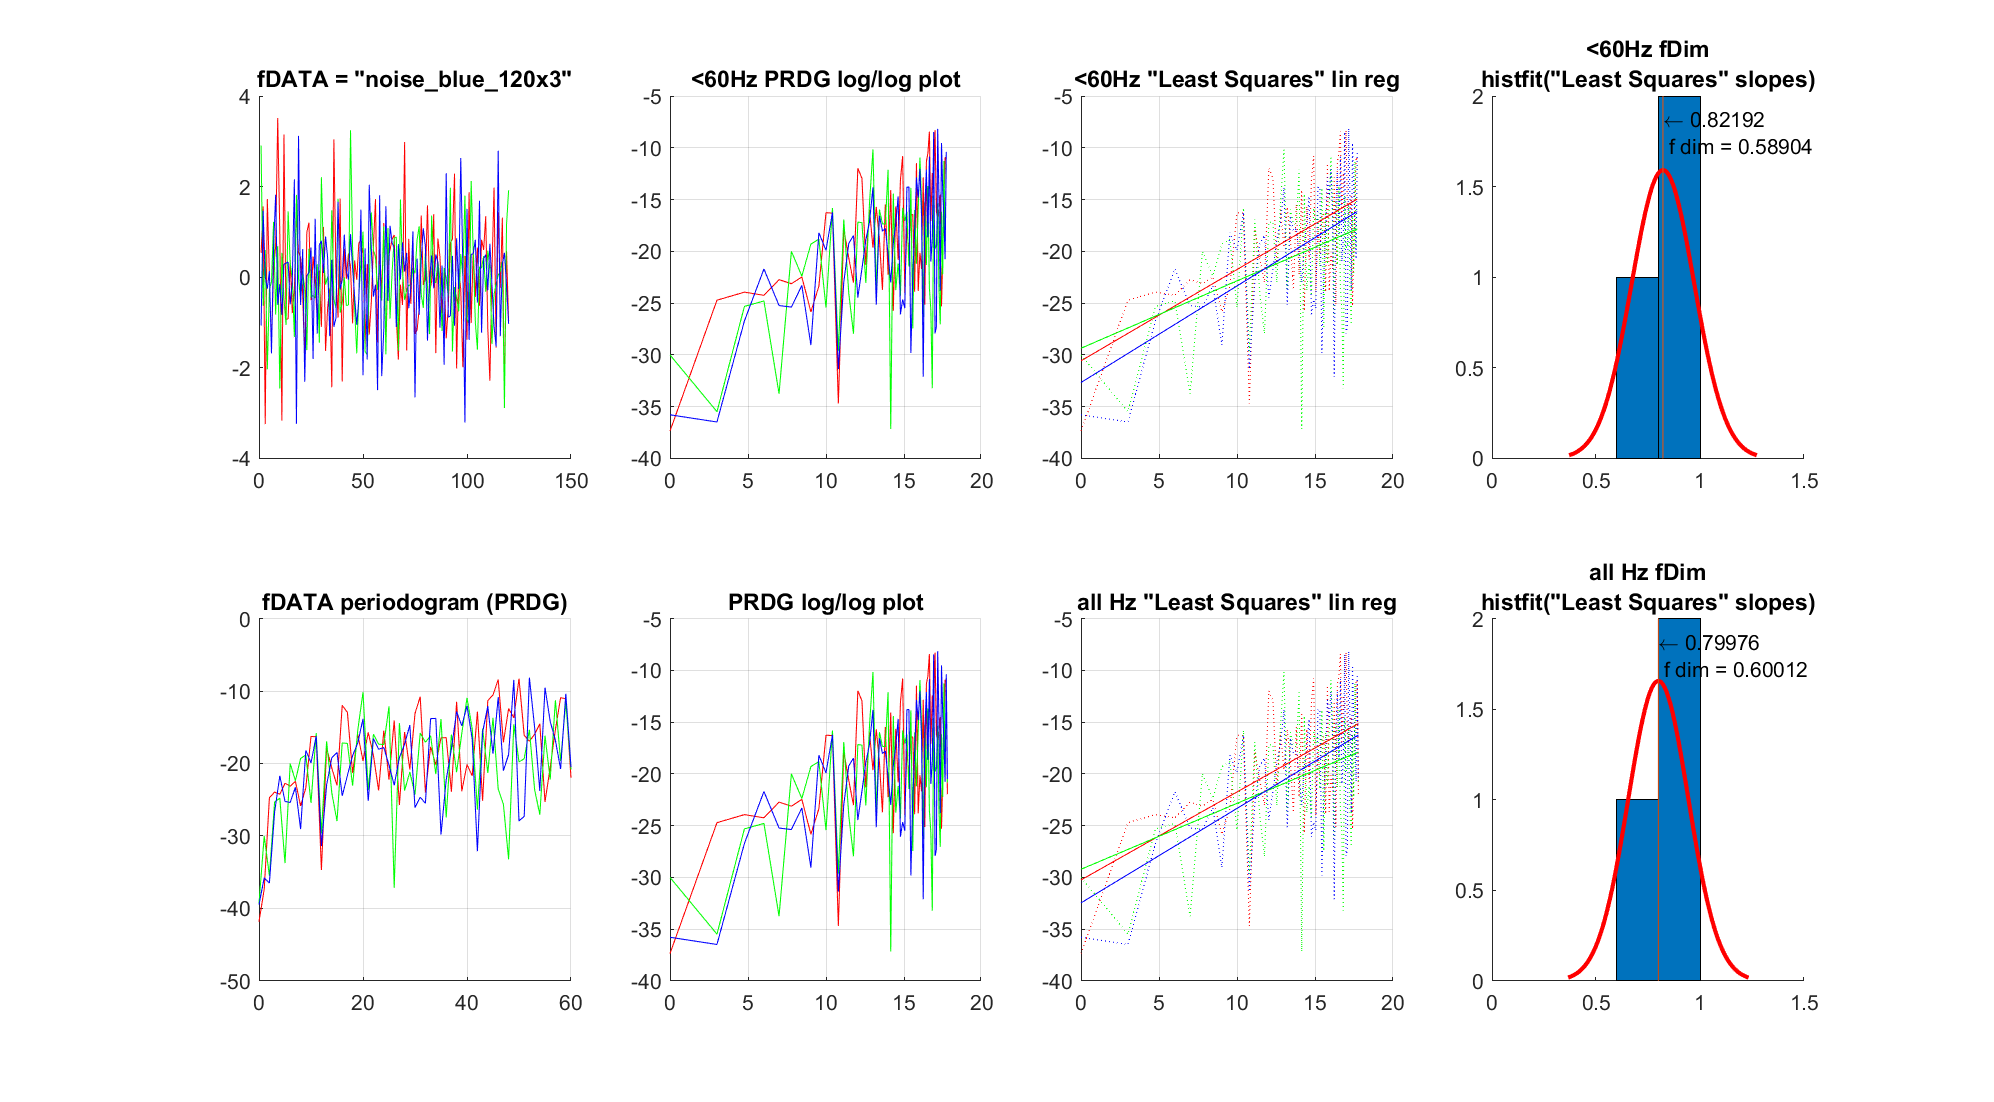 fDATA = "noise_blue_120x3"
4
2
0
-2
-4
0 50 100 150
<60Hz PRDG log/log plot
-5
-10
-15
-20
-25
-30
-35
-40
0 5 10 15 20
<60Hz "Least Squares" lin reg
-5
-10
-15
-20
-25
-30
-35
-40
0 5 10 15 20
<60Hz fDim
histfit("Least Squares" slopes)
2
1.5
1
0.5
0
← 0.82192
f dim = 0.58904
0 0.5 1 1.5
fDATA periodogram (PRDG)
0
-10
-20
-30
-40
-50
0 20 40 60
PRDG log/log plot
-5
-10
-15
-20
-25
-30
-35
-40
0 5 10 15 20
all Hz "Least Squares" lin reg
-5
-10
-15
-20
-25
-30
-35
-40
0 5 10 15 20
all Hz fDim
histfit("Least Squares" slopes)
2
1.5
1
0.5
0
← 0.79976
f dim = 0.60012
0 0.5 1 1.5